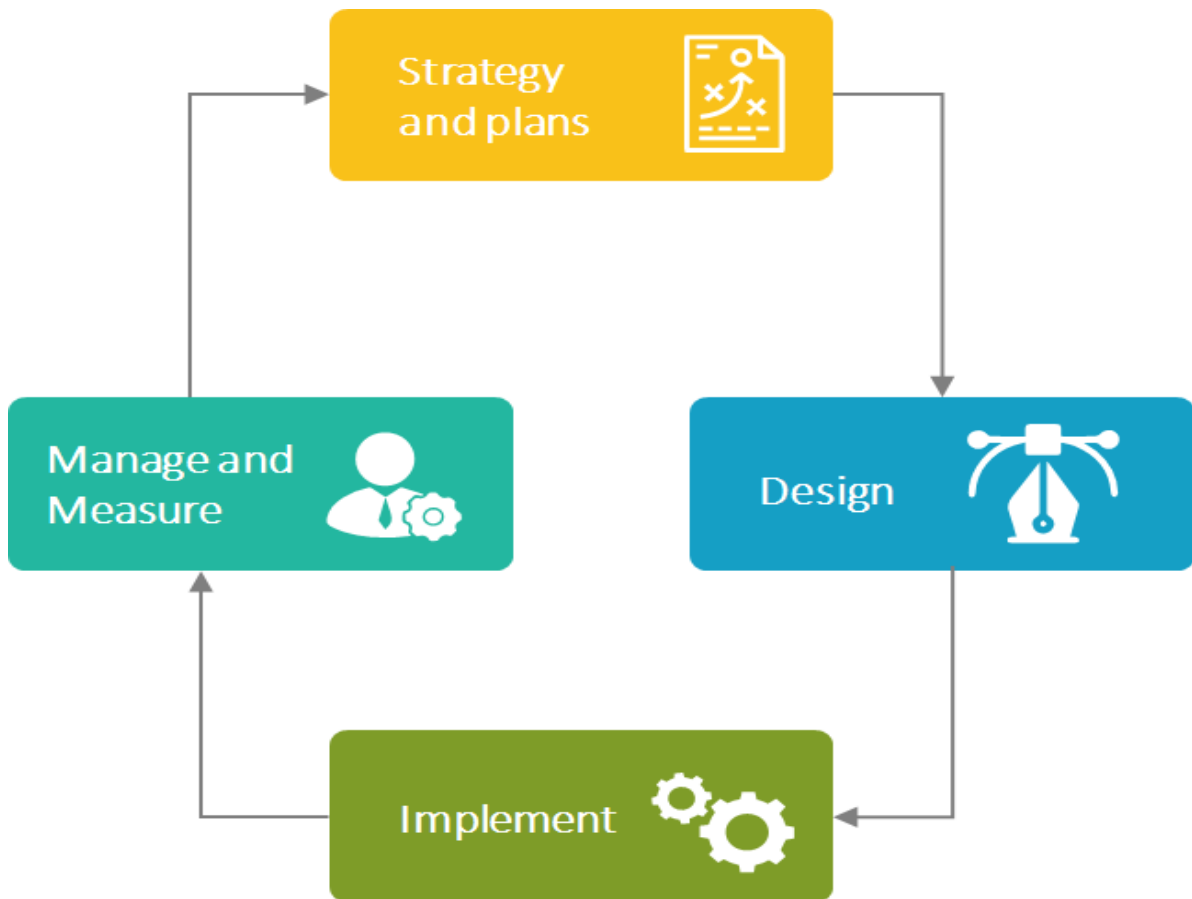 Strategy
and plans
Design
Implement
Manage and
Measure